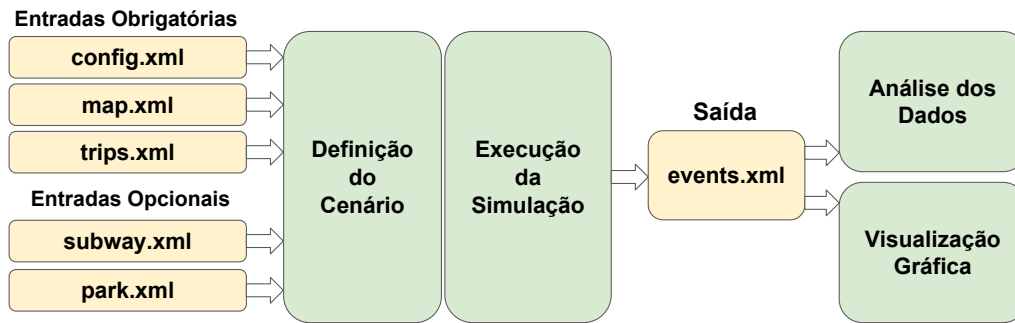 Entradas Obrigatórias
config.xml
map.xml
trips.xml
Entradas Opcionais
subway.xml
park.xml
Definição
do
Cenário
Execução
da
Simulação
Saída
events.xml
Análise dos
Dados
Visualização
Gráfica